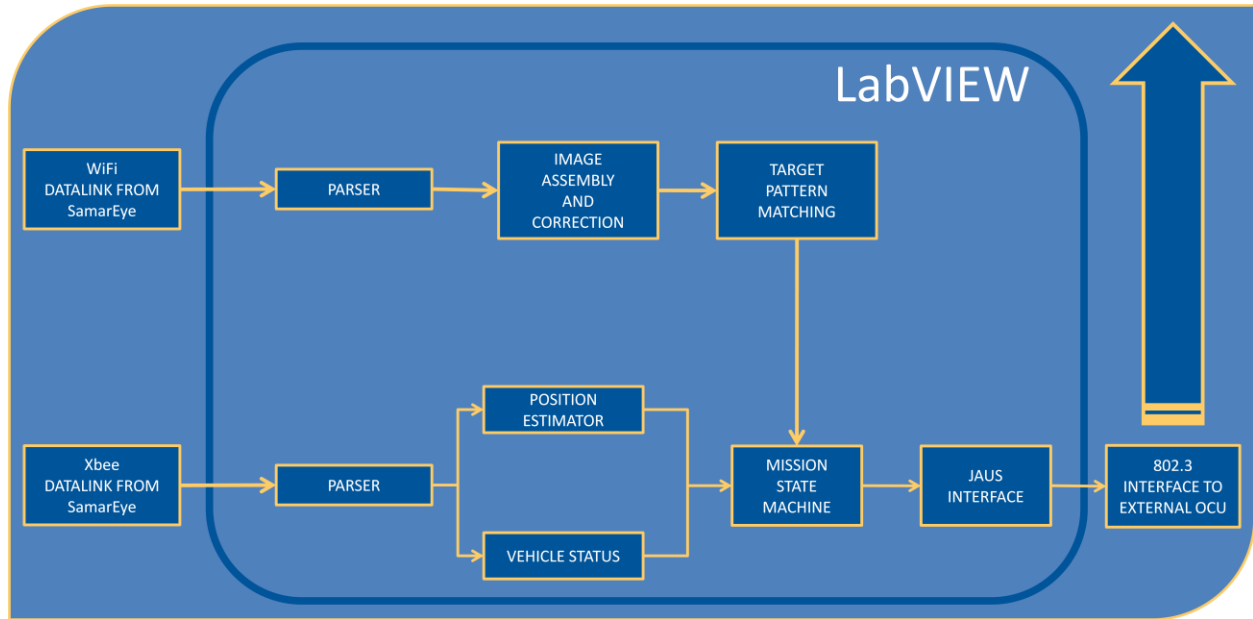 LabVIEW
WiFi
DATALINK FROM
SamarEye
PARSER
IMAGE
ASSEMBLY
AND
CORRECTION
TARGET
PATTERN
MATCHING
POSITION
ESTIMATOR
Xbee
DATALINK FROM
SamarEye
PARSER
VEHICLE STATUS
MISSION
STATE
MACHINE
JAUS
INTERFACE
802.3
INTERFACE TO
EXTERNAL OCU